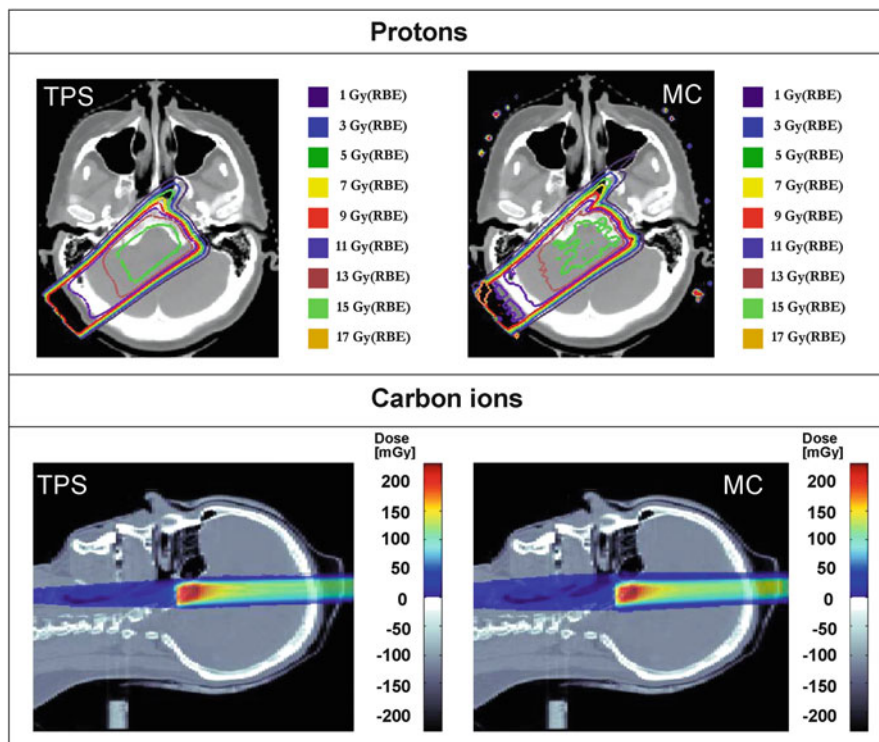 Protons
TPS
1 Gy(RBE)
3 Gy(RBE)
5 Gy(RBE)
7 Gy(RBE)
9 Gy(RBE)
11 Gy(RBE)
13 Gy(RBE)
15 Gy(RBE)
17 Gy(RBE)
MC
1 Gy(RBE)
3 Gy(RBE)
5 Gy(RBE)
7 Gy(RBE)
9 Gy(RBE)
11 Gy(RBE)
13 Gy(RBE)
15 Gy(RBE)
17 Gy(RBE)
Carbon ions
TPS
Dose
[mGy]
200
150
100
50
0
-50
-100
-150
-200
MC
Dose
[mGy]
200
150
100
50
0
-50
-100
-150
-200